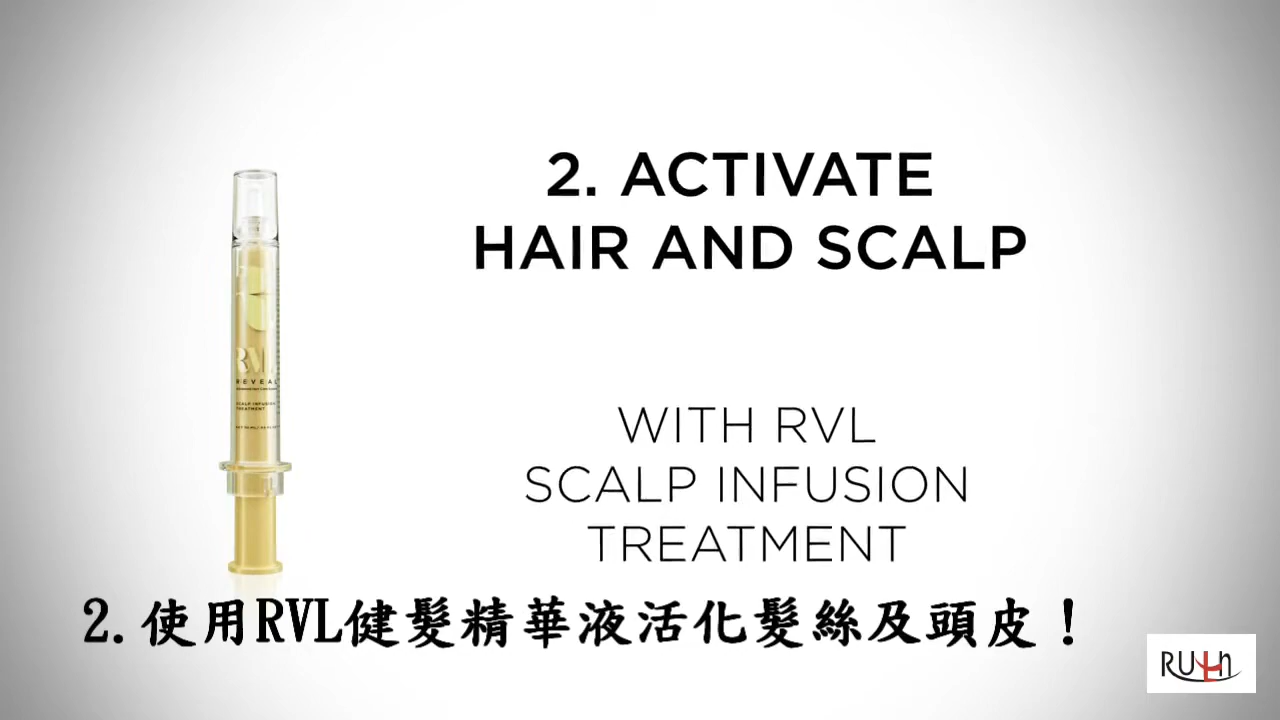 2. ACTIVATE
HAIR AND SCALP
WITH RVL
SCALP INFUSION
TREATMENT
RVL
REVEAL
SCALP INFUSION
TREATMENT
2.使用RVL健髮精華液活化髮絲及頭皮！
RUth